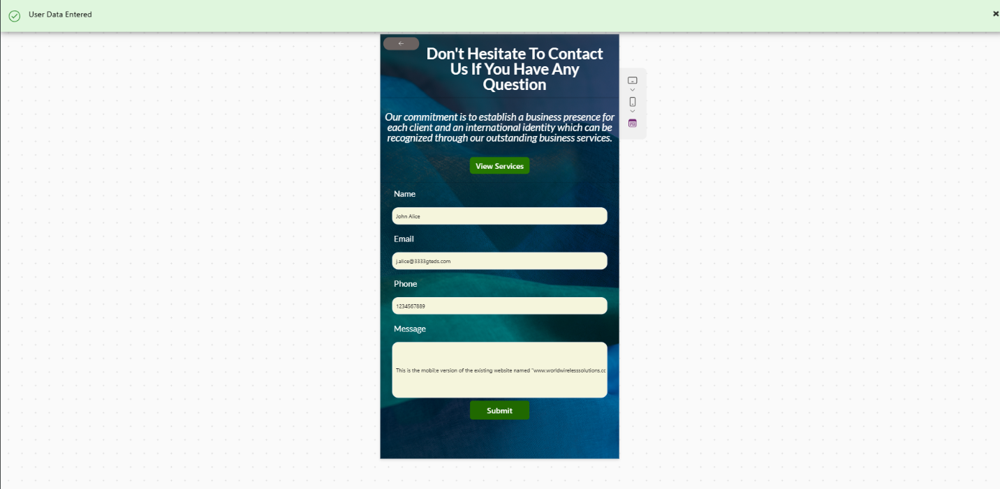 User Data Entered
Don't Hesitate To Contact
Us If You Have Any
Question
Our commitment is to establish a business presence for
each client and an international identity which can be
recognized through our outstanding business services.
View Services
Name
John Alice
Email
j.alice@3333gteds.com
Phone
1234567889
Message
This is the mobil;e version of the existing website named "www.worldwirelesssolutions.cc
Submit